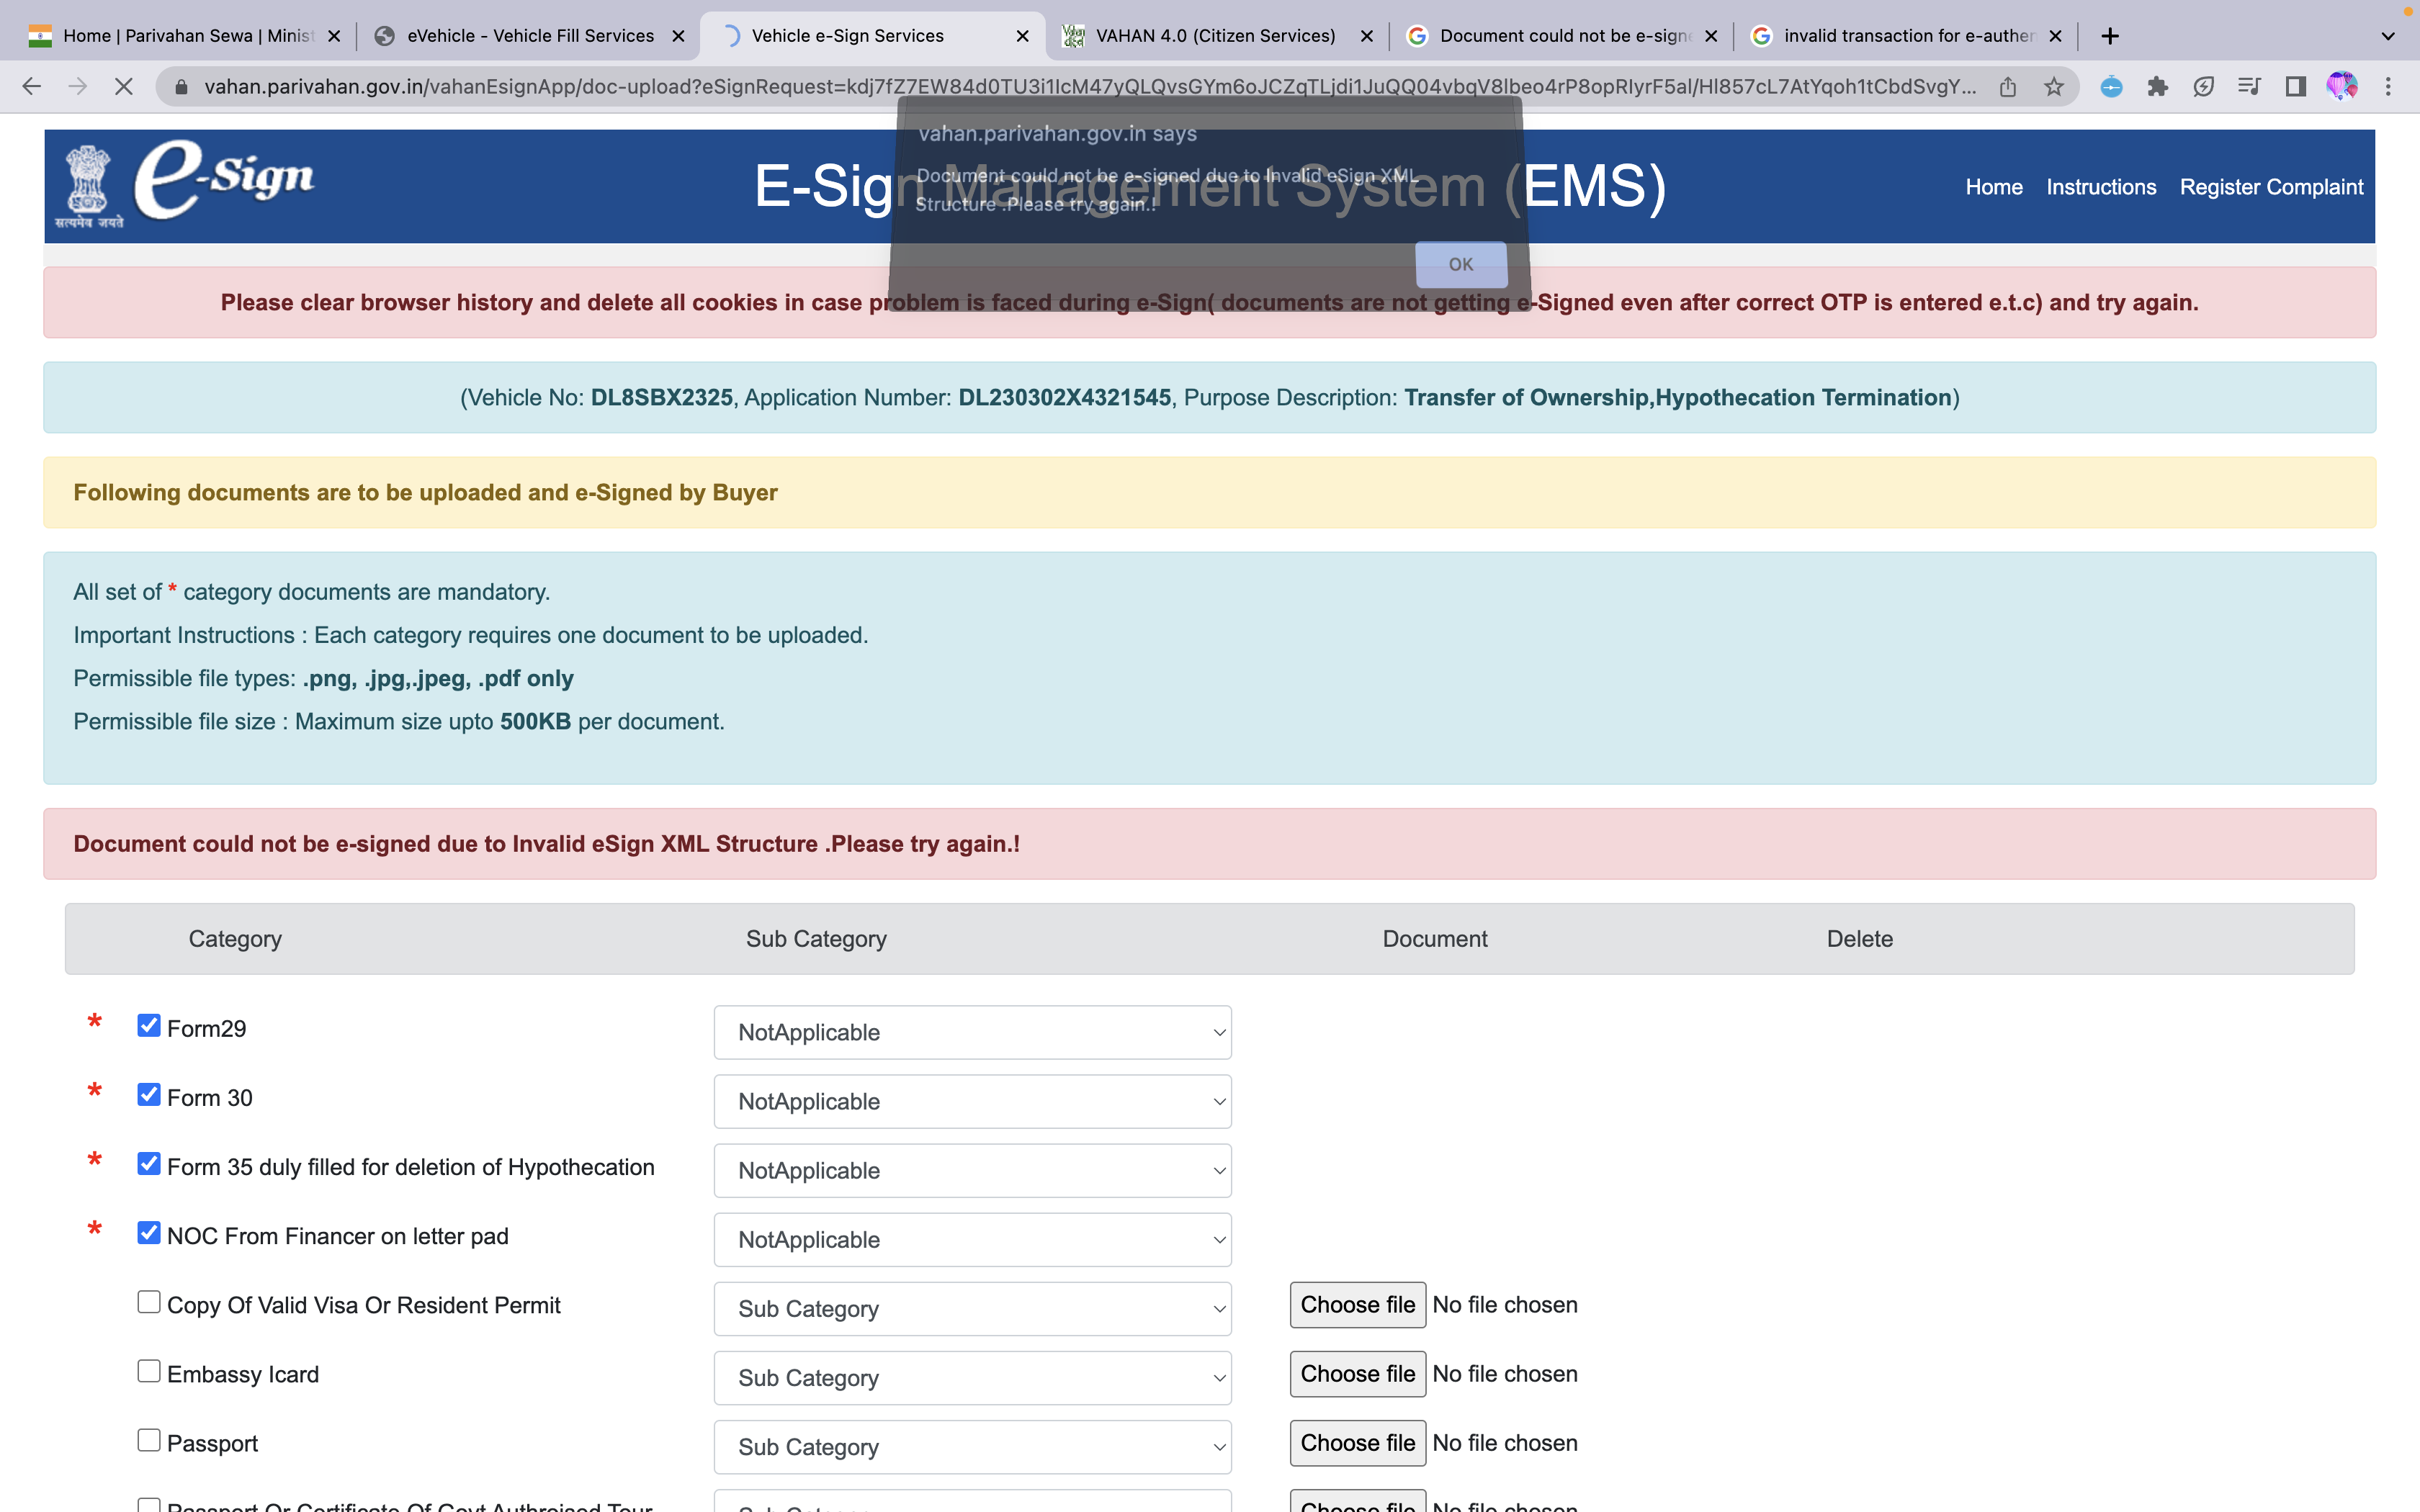 Home | Parivahan Sewa | Minist
eVehicle - Vehicle Fill Services
Vehicle e-Sign Services
VAHAN 4.0 (Citizen Services)
Document could not be e-signe
invalid transaction for e-authen
vahan.parivahan.gov.in/vahanEsignApp/doc-upload?eSignRequest=kdj7fZ7EW84d0TU3i1IcM47yQLQvsGYm6oJCZqTLjdi1JuQQ04vbqV8lbeo4rP8opRIyrF5al/Hl857cL7AtYqoh1tCbdSvgY...
सत्यमेव जयते
e-Sign
E-Sign Management System (EMS)
Home
Instructions
Register Complaint
vahan.parivahan.gov.in says
Document could not be e-signed due to Invalid eSign XML
Structure .Please try again.!
OK
Please clear browser history and delete all cookies in case problem is faced during e-Sign( documents are not getting e-Signed even after correct OTP is entered e.t.c) and try again.
(Vehicle No: DL8SBX2325, Application Number: DL230302X4321545, Purpose Description: Transfer of Ownership,Hypothecation Termination)
Following documents are to be uploaded and e-Signed by Buyer
All set of * category documents are mandatory.
Important Instructions : Each category requires one document to be uploaded.
Permissible file types: .png, .jpg,.jpeg, .pdf only
Permissible file size : Maximum size upto 500KB per document.
Document could not be e-signed due to Invalid eSign XML Structure .Please try again.!
Category Sub Category Document Delete
* Form29 NotApplicable
* Form 30 NotApplicable
* Form 35 duly filled for deletion of Hypothecation NotApplicable
* NOC From Financer on letter pad NotApplicable
Copy Of Valid Visa Or Resident Permit Sub Category Choose file No file chosen
Embassy Icard Sub Category Choose file No file chosen
Passport Sub Category Choose file No file chosen
Passport Or Certificate Of Govt Authroised Tour Sub Category Choose file No file chosen